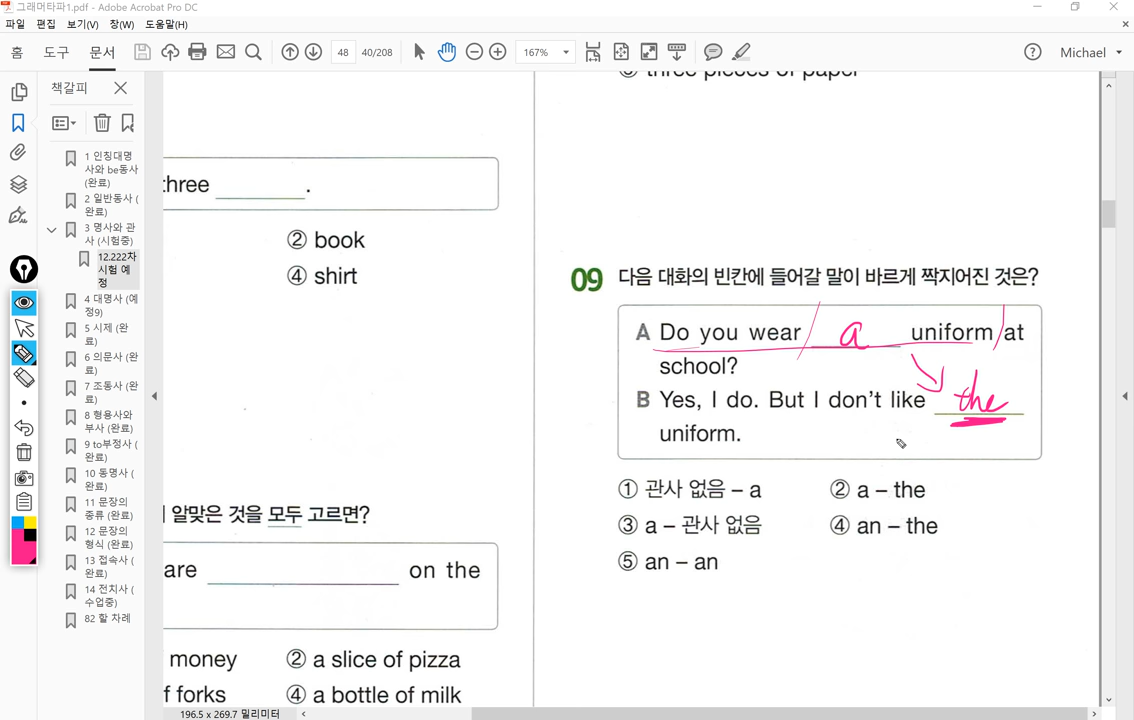 그래머타파1.pdf - Adobe Acrobat Pro DC
파일 편집 보기(V) 창(W) 도움말(H)
홈 도구 문서 48 40/208 167% Michael
책갈피
1 인칭대명
사와 be동사
(완료)
2 일반동사 (
완료)
3 명사와 관
사 (시험중)
12.222차
시험 예
정
4 대명사 (예
정9)
5 시제 (완
료)
6 의문사 (완
료)
7 조동사 (완
료)
8 형용사와
부사 (완료)
9 to부정사 (
완료)
10 동명사 (
완료)
11 문장의
종류 (완료)
12 문장의
형식 (완료)
13 접속사 (
완료)
14 전치사 (
수업중)
82 할 차례
three ________.
② book
④ shirt
알맞은 것을 모두 고르면?
are ________ on the
money ② a slice of pizza
f forks ④ a bottle of milk
three pieces of paper
09 다음 대화의 빈칸에 들어갈 말이 바르게 짝지어진 것은?
A Do you wear a uniform at
school?
B Yes, I do. But I don't like the
uniform.
① 관사 없음 – a ② a – the
③ a – 관사 없음 ④ an – the
⑤ an – an
196.5 x 269.7 밀리미터